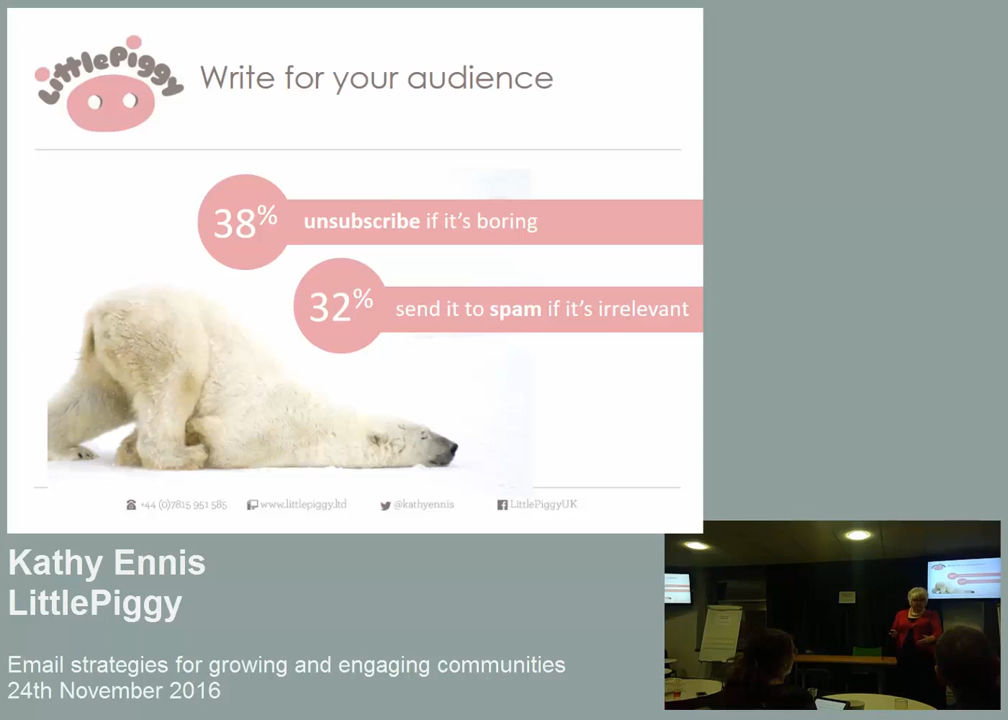 LittlePiggy
Write for your audience
38%
unsubscribe if it's boring
32%
send it to spam if it's irrelevant
+44 (0)7815 951 585
www.littlepiggy.ltd
@kathyennis
LittlePiggyUK
Kathy Ennis
LittlePiggy
Email strategies for growing and engaging communities
24th November 2016